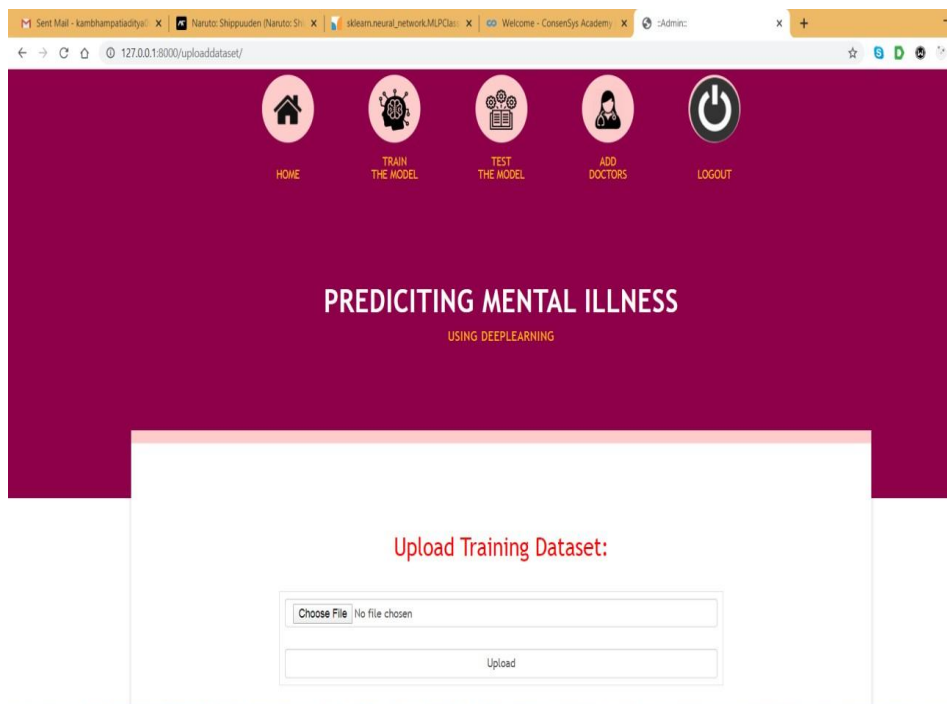 Sent Mail - kambhampatiaditya
Naruto: Shippuuden (Naruto: Shi
sklearn.neural_network.MLPClas
Welcome - ConsenSys Academy
::Admin::
127.0.0.1:8000/uploaddataset/
HOME
TRAIN
THE MODEL
TEST
THE MODEL
ADD
DOCTORS
LOGOUT
PREDICITING MENTAL ILLNESS
USING DEEPLEARNING
Upload Training Dataset:
Choose File No file chosen
Upload